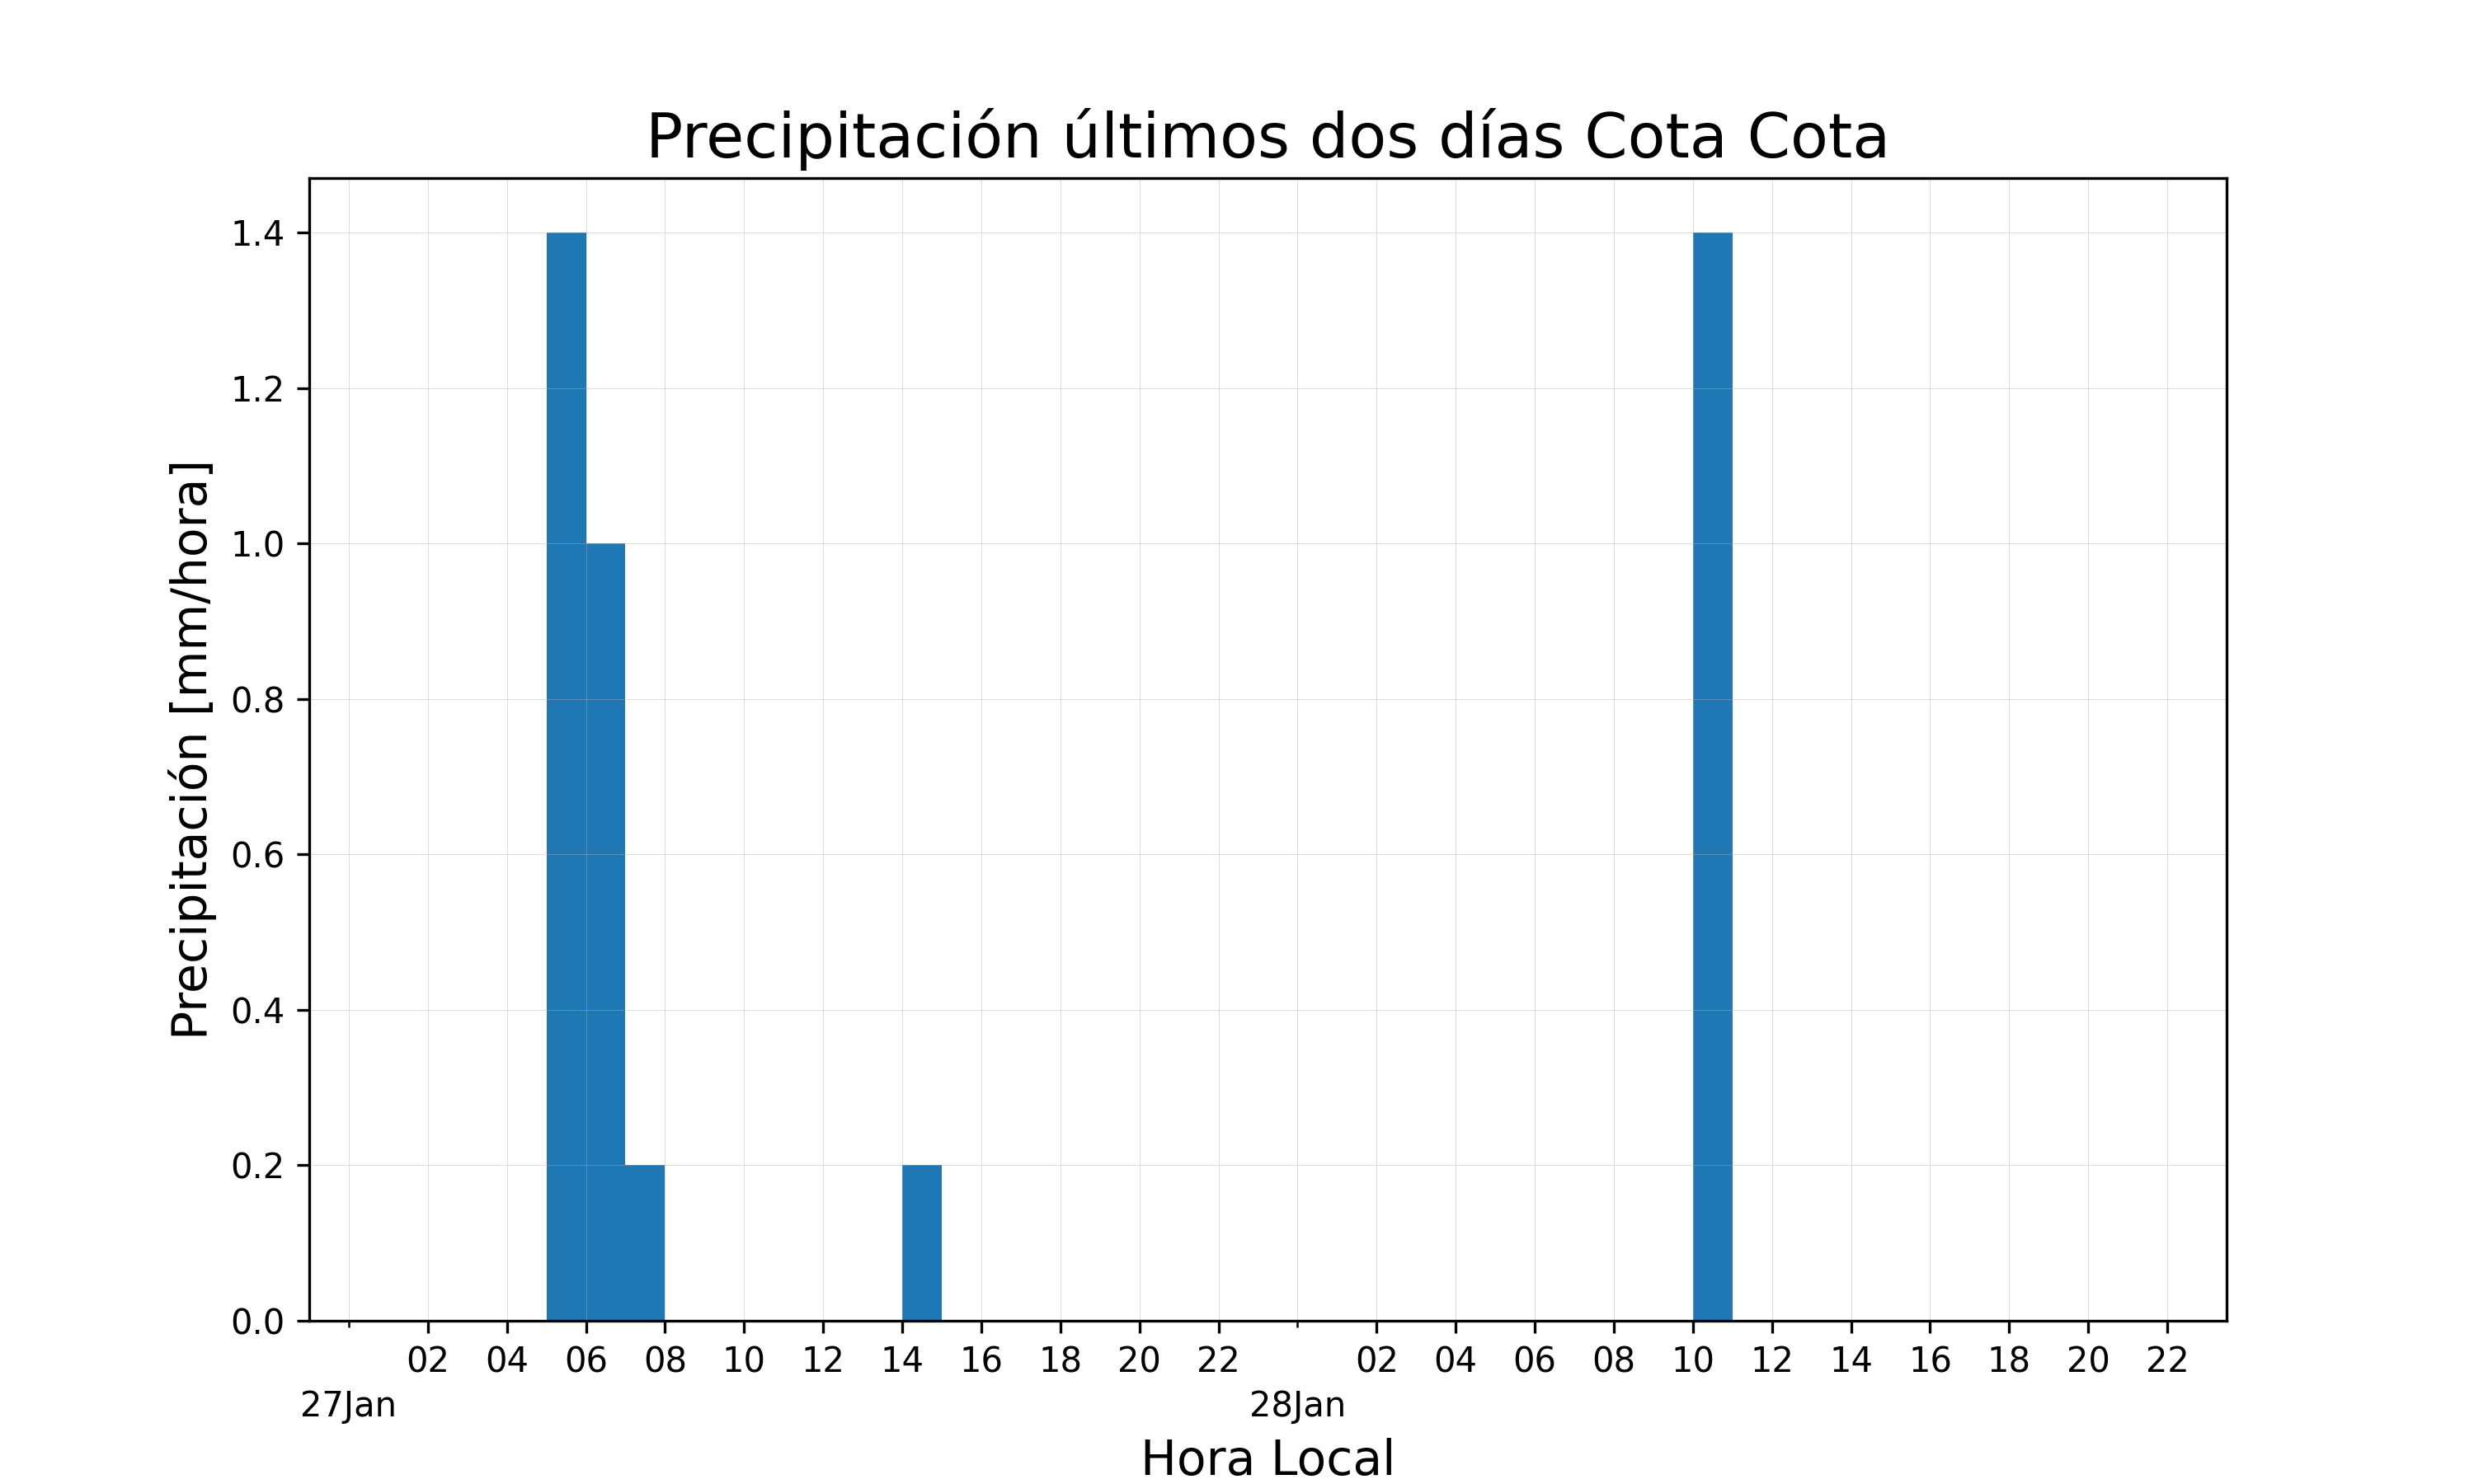 Precipitación últimos dos días Cota Cota
Precipitación [mm/hora]
1.4
1.2
1.0
0.8
0.6
0.4
0.2
0.0
02 04 06 08 10 12 14 16 18 20 22 02 04 06 08 10 12 14 16 18 20 22
27Jan 28Jan
Hora Local